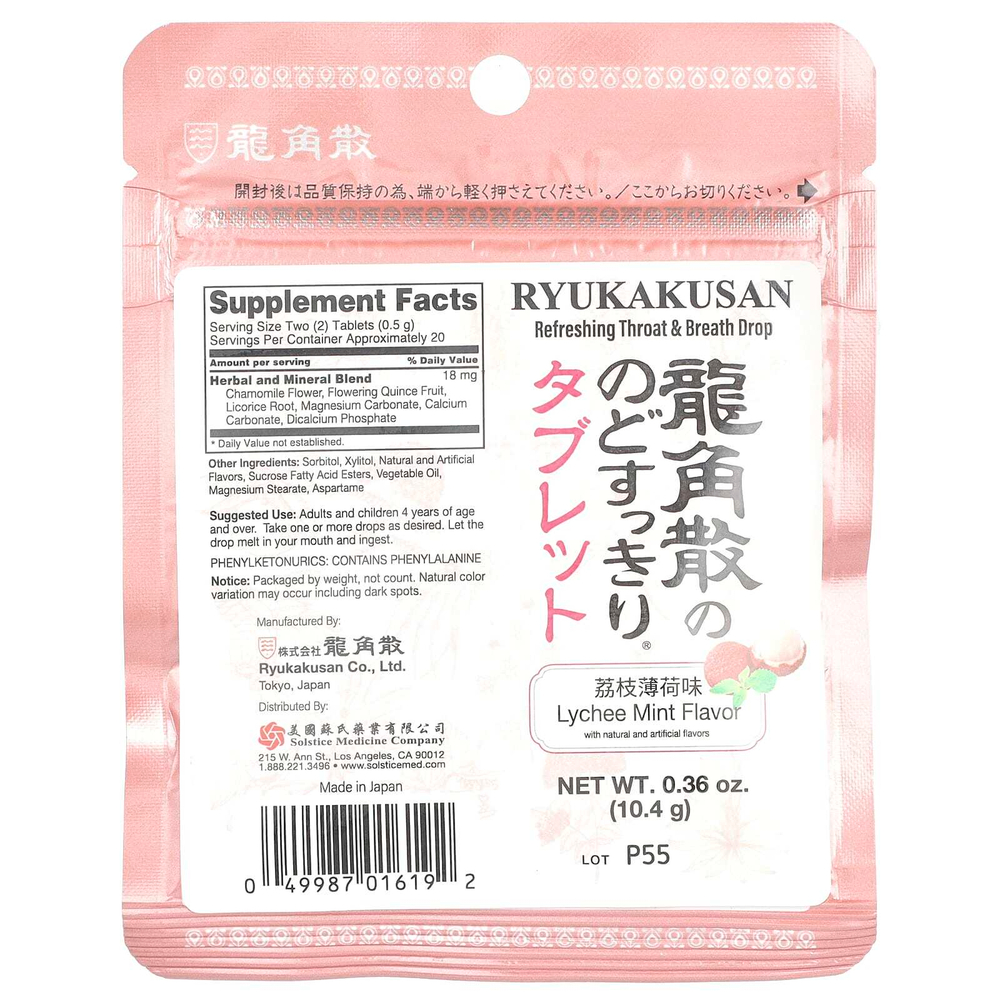 龍角散
開封後は品質保持の為、端から軽く押さえてください。／ここからお切りください。
Supplement Facts
Serving Size Two (2) Tablets (0.5 g)
Servings Per Container Approximately 20
Amount per serving % Daily Value
Herbal and Mineral Blend 18 mg
Chamomile Flower, Flowering Quince Fruit,
Licorice Root, Magnesium Carbonate, Calcium
Carbonate, Dicalcium Phosphate
* Daily Value not established.
Other Ingredients: Sorbitol, Xylitol, Natural and Artificial
Flavors, Sucrose Fatty Acid Esters, Vegetable Oil,
Magnesium Stearate, Aspartame
Suggested Use: Adults and children 4 years of age
and over. Take one or more drops as desired. Let the
drop melt in your mouth and ingest.
PHENYLKETONURICS: CONTAINS PHENYLALANINE
Notice: Packaged by weight, not count. Natural color
variation may occur including dark spots.
Manufactured By:
株式会社 龍角散
Ryukakusan Co., Ltd.
Tokyo, Japan
Distributed By:
美國蘇氏藥業有限公司
Solstice Medicine Company
215 W. Ann St., Los Angeles, CA 90012
1.888.221.3496 • www.solsticemed.com
Made in Japan
0 49987 01619 2
RYUKAKUSAN
Refreshing Throat & Breath Drop
龍角散の
のどすっきり®
タブレット
荔枝薄荷味
Lychee Mint Flavor
with natural and artificial flavors
NET WT. 0.36 oz.
(10.4 g)
LOT P55